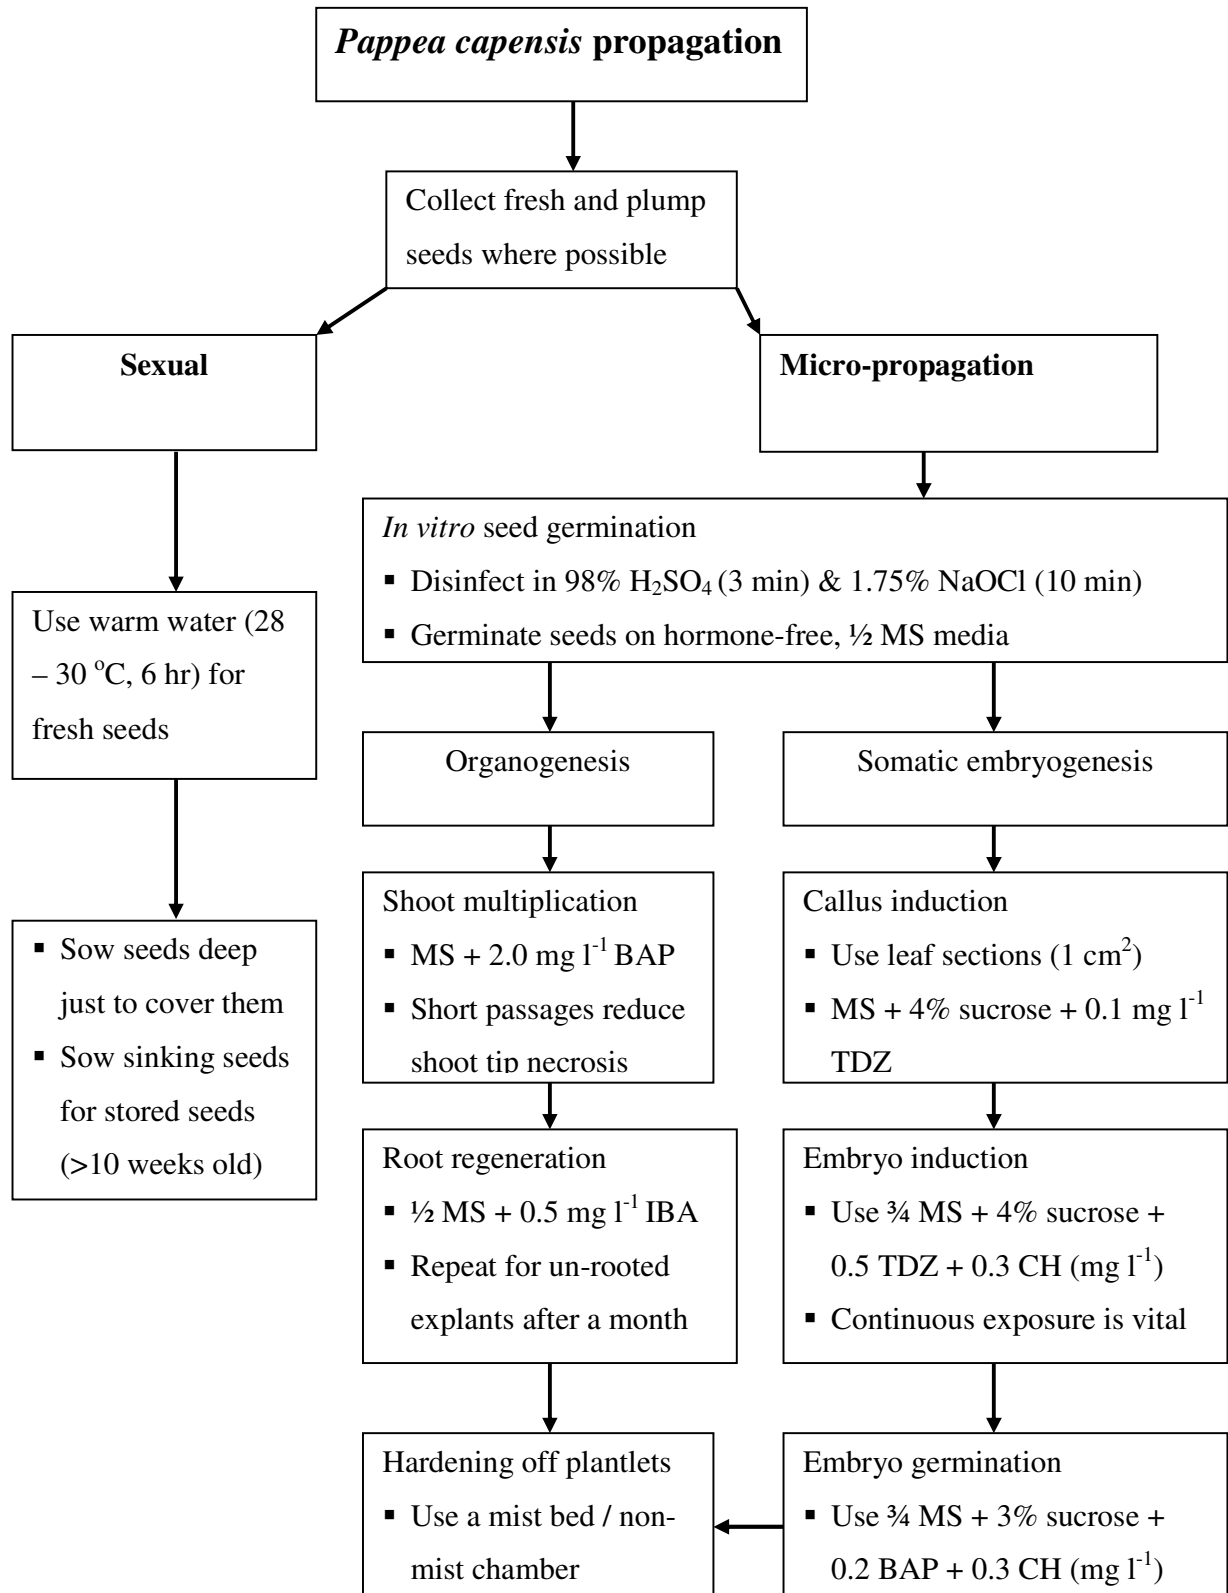 Pappea capensis propagation
Collect fresh and plump
seeds where possible
Sexual
Micro-propagation
In vitro seed germination
▪ Disinfect in 98% H₂SO₄ (3 min) & 1.75% NaOCl (10 min)
▪ Germinate seeds on hormone-free, ½ MS media
Use warm water (28
– 30 °C, 6 hr) for
fresh seeds
▪ Sow seeds deep
just to cover them
▪ Sow sinking seeds
for stored seeds
(>10 weeks old)
Organogenesis
Somatic embryogenesis
Shoot multiplication
▪ MS + 2.0 mg l⁻¹ BAP
▪ Short passages reduce
shoot tip necrosis
Callus induction
▪ Use leaf sections (1 cm²)
▪ MS + 4% sucrose + 0.1 mg l⁻¹
TDZ
Root regeneration
▪ ½ MS + 0.5 mg l⁻¹ IBA
▪ Repeat for un-rooted
explants after a month
Embryo induction
▪ Use ¾ MS + 4% sucrose +
0.5 TDZ + 0.3 CH (mg l⁻¹)
▪ Continuous exposure is vital
Hardening off plantlets
▪ Use a mist bed / non-
mist chamber
Embryo germination
▪ Use ¾ MS + 3% sucrose +
0.2 BAP + 0.3 CH (mg l⁻¹)